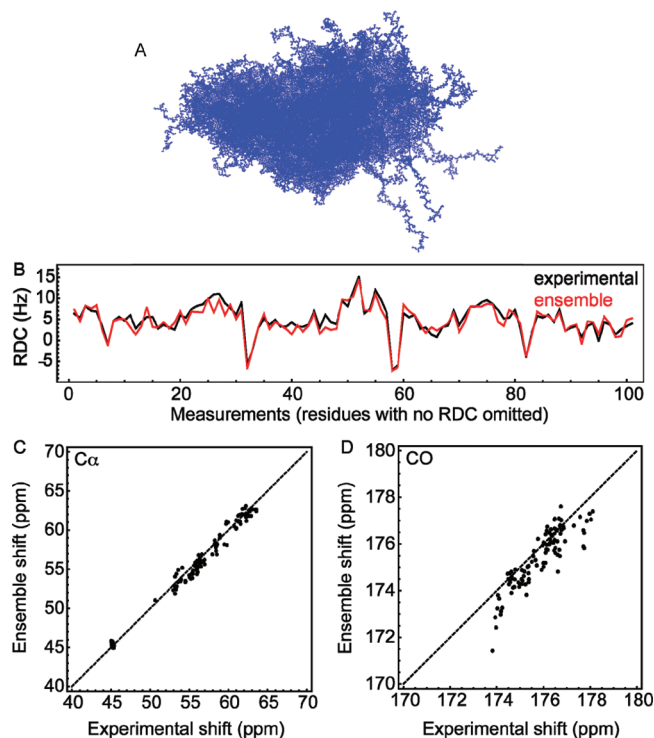 A
B
15
10
5
0
-5
RDC (Hz)
experimental
ensemble
0 20 40 60 80 100
Measurements (residues with no RDC omitted)
C
Cα
70
65
60
55
50
45
40
Ensemble shift (ppm)
40 45 50 55 60 65 70
Experimental shift (ppm)
D
CO
180
178
176
174
172
170
Ensemble shift (ppm)
170 172 174 176 178 180
Experimental shift (ppm)